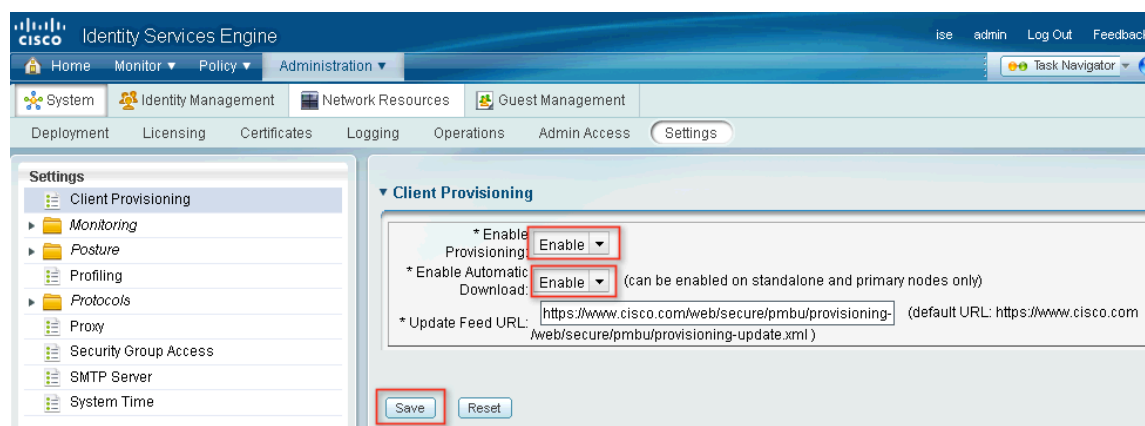 cisco Identity Services Engine ise admin Log Out Feedback
Home Monitor Policy Administration Task Navigator
System Identity Management Network Resources Guest Management
Deployment Licensing Certificates Logging Operations Admin Access Settings
Settings
Client Provisioning
Monitoring
Posture
Profiling
Protocols
Proxy
Security Group Access
SMTP Server
System Time
Client Provisioning
* Enable
Provisioning: Enable
* Enable Automatic
Download: Enable (can be enabled on standalone and primary nodes only)
* Update Feed URL: https://www.cisco.com/web/secure/pmbu/provisioning- (default URL: https://www.cisco.com
/web/secure/pmbu/provisioning-update.xml )
Save Reset